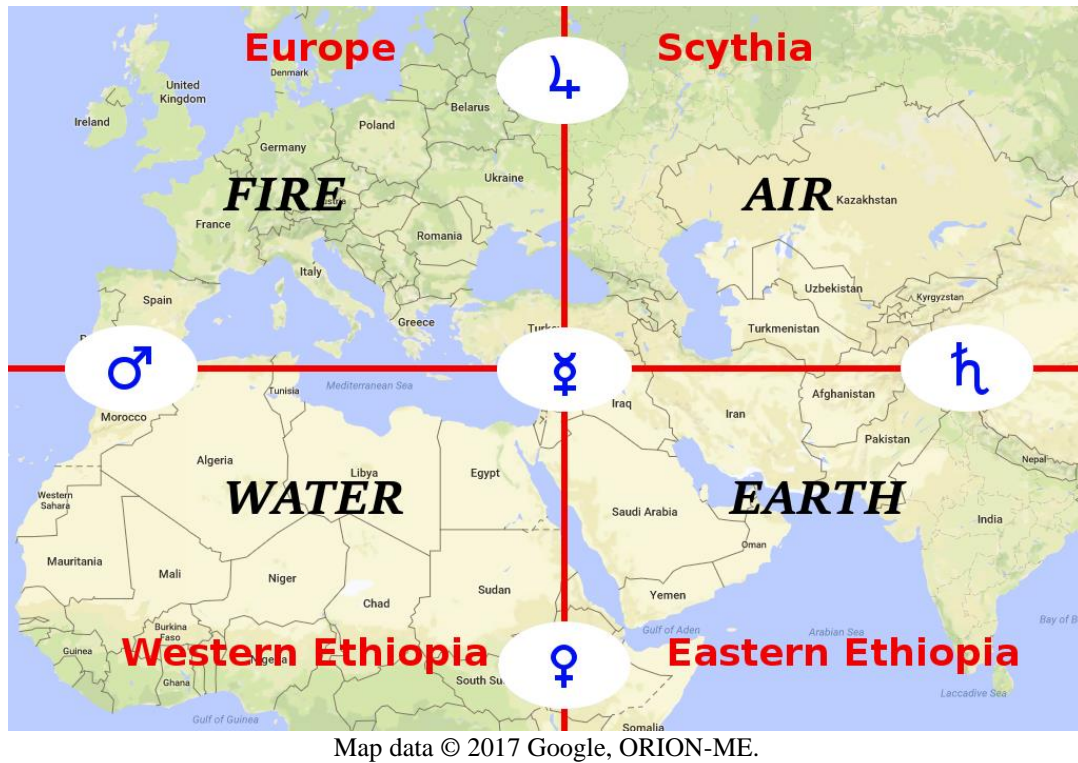 Europe
Scythia
♃
Denmark
United
Kingdom
Ireland
Belarus
Poland
Germany
Ukraine
FIRE
AIR
Kazakhstan
France
Romania
Italy
Uzbekistan
Kyrgyzstan
Spain
Greece
Turkmenistan
♂
☿
♄
Tunisia
Mediterranean Sea
Afghanistan
Iraq
Morocco
Iran
Pakistan
Algeria
Libya
Egypt
Nepal
WATER
EARTH
Western
Sahara
Saudi Arabia
India
Oman
Mauritania
Mali
Niger
Chad
Sudan
Yemen
Burkina
Faso
Gulf of Aden
Arabian Sea
Western Ethiopia
Eastern Ethiopia
Guinea
♀
Ghana
Laccadive Sea
Gulf of Guinea
Somalia
Map data © 2017 Google, ORION-ME.